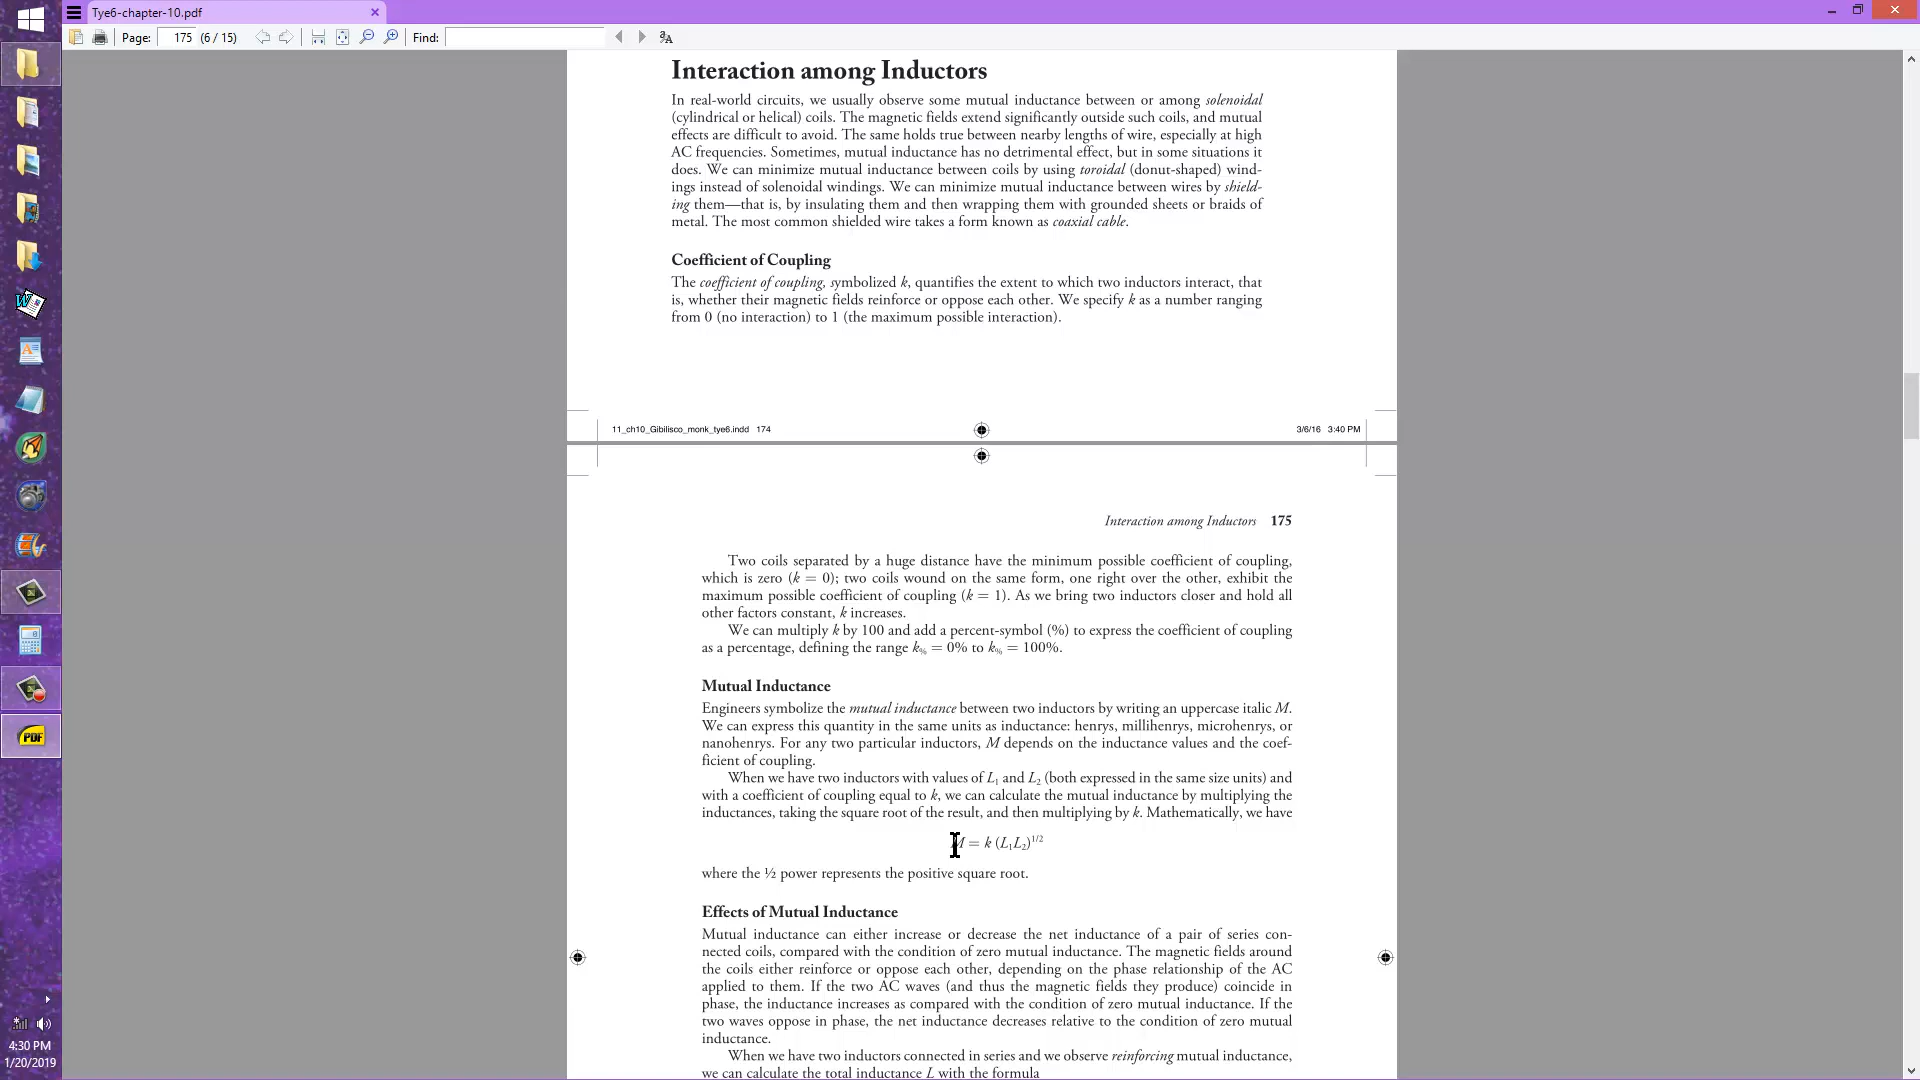 Tye6-chapter-10.pdf
Page: 175 (6 / 15) Find:
Interaction among Inductors
In real-world circuits, we usually observe some mutual inductance between or among solenoidal
(cylindrical or helical) coils. The magnetic fields extend significantly outside such coils, and mutual
effects are difficult to avoid. The same holds true between nearby lengths of wire, especially at high
AC frequencies. Sometimes, mutual inductance has no detrimental effect, but in some situations it
does. We can minimize mutual inductance between coils by using toroidal (donut-shaped) wind-
ings instead of solenoidal windings. We can minimize mutual inductance between wires by shield-
ing them—that is, by insulating them and then wrapping them with grounded sheets or braids of
metal. The most common shielded wire takes a form known as coaxial cable.
Coefficient of Coupling
The coefficient of coupling, symbolized k, quantifies the extent to which two inductors interact, that
is, whether their magnetic fields reinforce or oppose each other. We specify k as a number ranging
from 0 (no interaction) to 1 (the maximum possible interaction).
11_ch10_Gibilisco_monk_tye6.indd 174 3/6/16 3:40 PM
Interaction among Inductors 175
Two coils separated by a huge distance have the minimum possible coefficient of coupling,
which is zero (k = 0); two coils wound on the same form, one right over the other, exhibit the
maximum possible coefficient of coupling (k = 1). As we bring two inductors closer and hold all
other factors constant, k increases.
We can multiply k by 100 and add a percent-symbol (%) to express the coefficient of coupling
as a percentage, defining the range k% = 0% to k% = 100%.
Mutual Inductance
Engineers symbolize the mutual inductance between two inductors by writing an uppercase italic M.
We can express this quantity in the same units as inductance: henrys, millihenrys, microhenrys, or
nanohenrys. For any two particular inductors, M depends on the inductance values and the coef-
ficient of coupling.
When we have two inductors with values of L₁ and L₂ (both expressed in the same size units) and
with a coefficient of coupling equal to k, we can calculate the mutual inductance by multiplying the
inductances, taking the square root of the result, and then multiplying by k. Mathematically, we have
M = k (L₁L₂)^1/2
where the ½ power represents the positive square root.
Effects of Mutual Inductance
Mutual inductance can either increase or decrease the net inductance of a pair of series con-
nected coils, compared with the condition of zero mutual inductance. The magnetic fields around
the coils either reinforce or oppose each other, depending on the phase relationship of the AC
applied to them. If the two AC waves (and thus the magnetic fields they produce) coincide in
phase, the inductance increases as compared with the condition of zero mutual inductance. If the
two waves oppose in phase, the net inductance decreases relative to the condition of zero mutual
inductance.
When we have two inductors connected in series and we observe reinforcing mutual inductance,
we can calculate the total inductance L with the formula
PDF
4:30 PM
1/20/2019